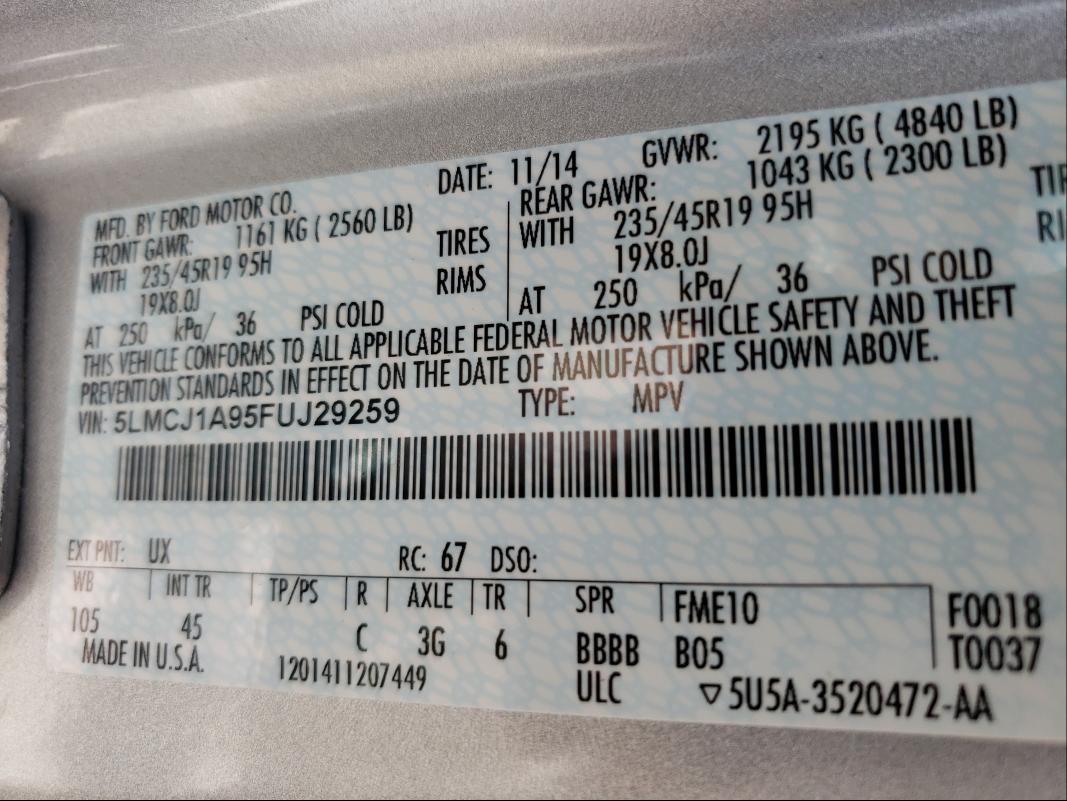 MFD. BY FORD MOTOR CO.
DATE: 11/14 GVWR: 2195 KG ( 4840 LB)
FRONT GAWR: 1161 KG ( 2560 LB) REAR GAWR: 1043 KG ( 2300 LB)
WITH 235/45R19 95H TIRES WITH 235/45R19 95H
19X8.0J RIMS 19X8.0J
AT 250 kPa/ 36 PSI COLD AT 250 kPa/ 36 PSI COLD
THIS VEHICLE CONFORMS TO ALL APPLICABLE FEDERAL MOTOR VEHICLE SAFETY AND THEFT
PREVENTION STANDARDS IN EFFECT ON THE DATE OF MANUFACTURE SHOWN ABOVE.
VIN: 5LMCJ1A95FUJ29259 TYPE: MPV
EXT PNT: UX RC: 67 DSO:
WB INT TR TP/PS R AXLE TR SPR FME10 F0018
105 45 C 3G 6 BBBB B05 T0037
MADE IN U.S.A. 1201411207449 ULC ▽5U5A-3520472-AA